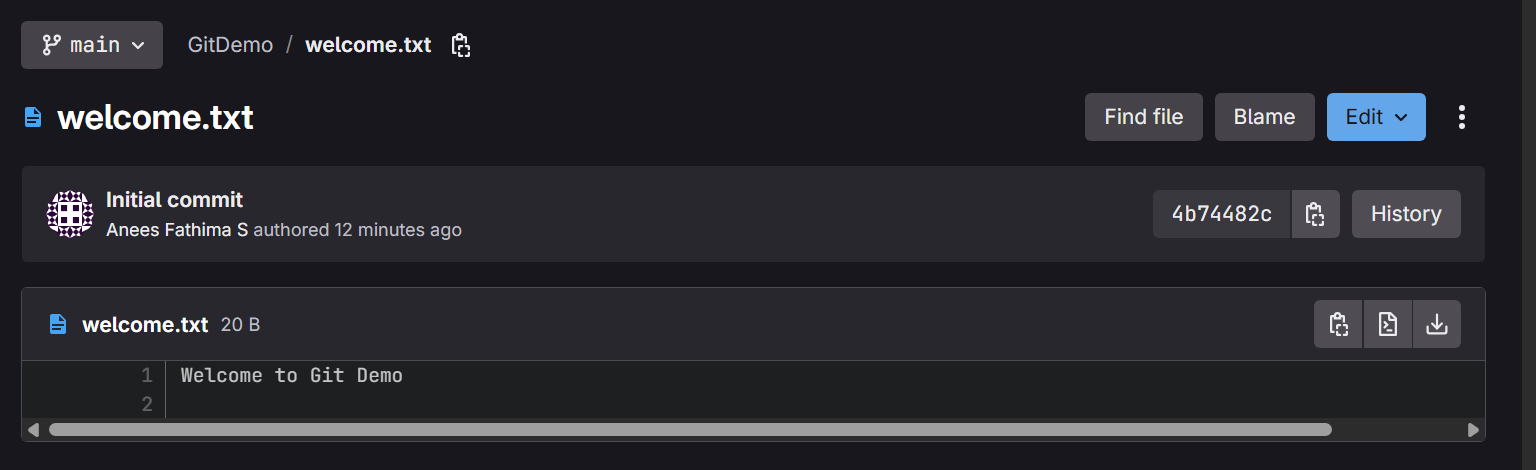 main
GitDemo / welcome.txt
welcome.txt
Find file
Blame
Edit
Initial commit
Anees Fathima S authored 12 minutes ago
4b74482c
History
welcome.txt 20 B
1 Welcome to Git Demo
2